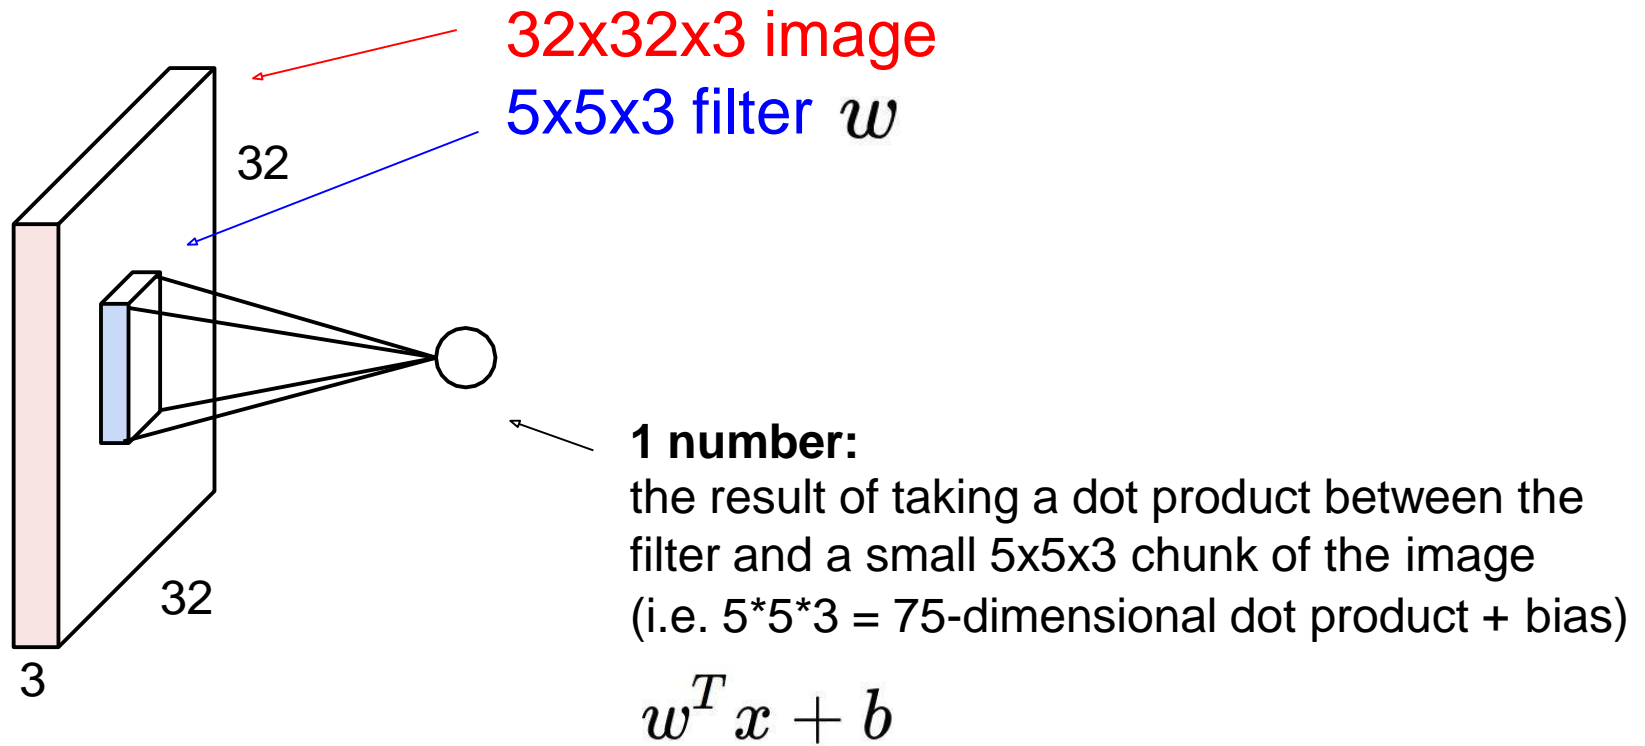 32x32x3 image
5x5x3 filter w
32
32
3
1 number:
the result of taking a dot product between the
filter and a small 5x5x3 chunk of the image
(i.e. 5*5*3 = 75-dimensional dot product + bias)
w^T x + b